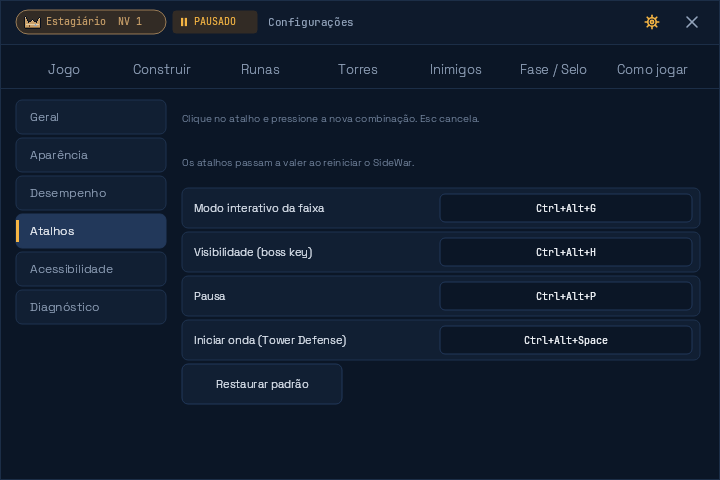 Estagiário NV 1 PAUSADO Configurações
Jogo Construir Runas Torres Inimigos Fase / Selo Como jogar
Geral
Aparência
Desempenho
Atalhos
Acessibilidade
Diagnóstico
Clique no atalho e pressione a nova combinação. Esc cancela.
Os atalhos passam a valer ao reiniciar o SideWar.
Modo interativo da faixa Ctrl+Alt+G
Visibilidade (boss key) Ctrl+Alt+H
Pausa Ctrl+Alt+P
Iniciar onda (Tower Defense) Ctrl+Alt+Space
Restaurar padrão